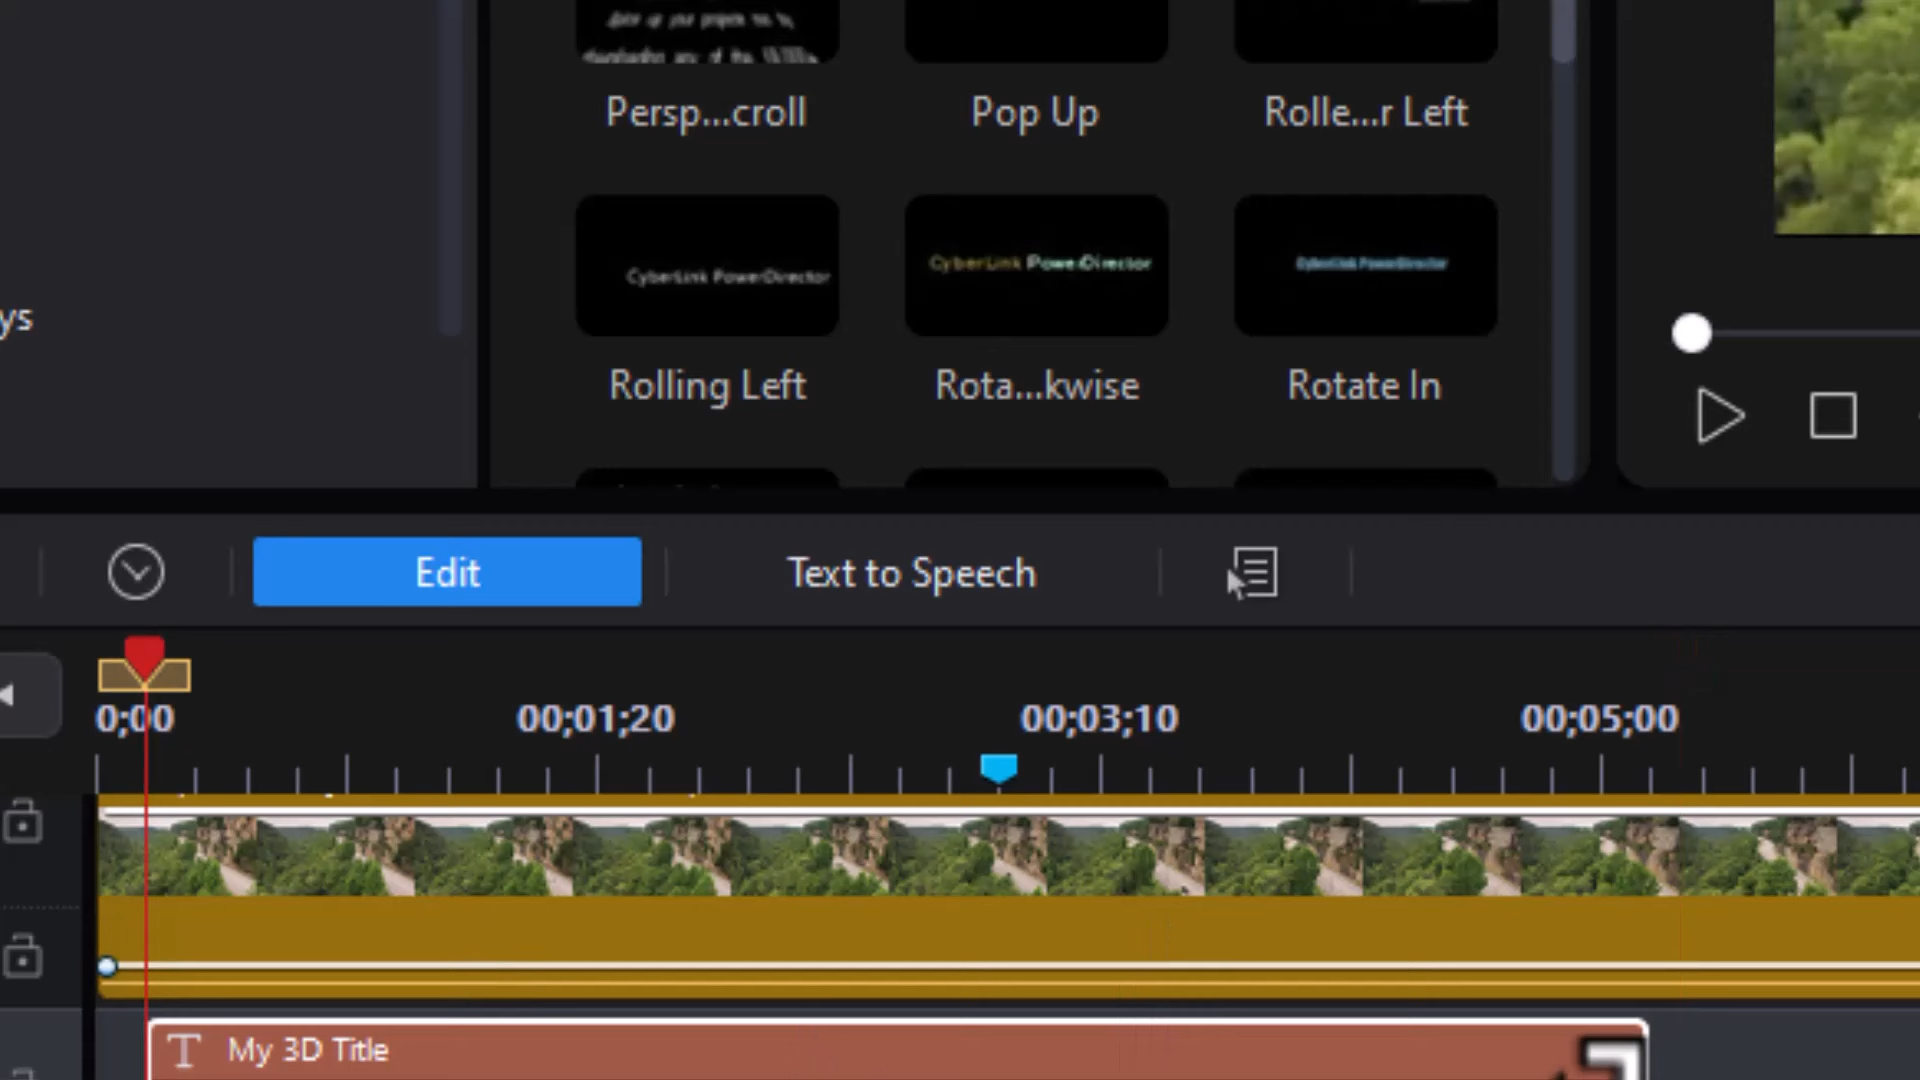 Persp...croll
Pop Up
Rolle...r Left
CyberLink PowerDirector
CyberLink PowerDirector
CyberLink PowerDirector
ys
Rolling Left
Rota...kwise
Rotate In
Edit
Text to Speech
0;00
00;01;20
00;03;10
00;05;00
T My 3D Title